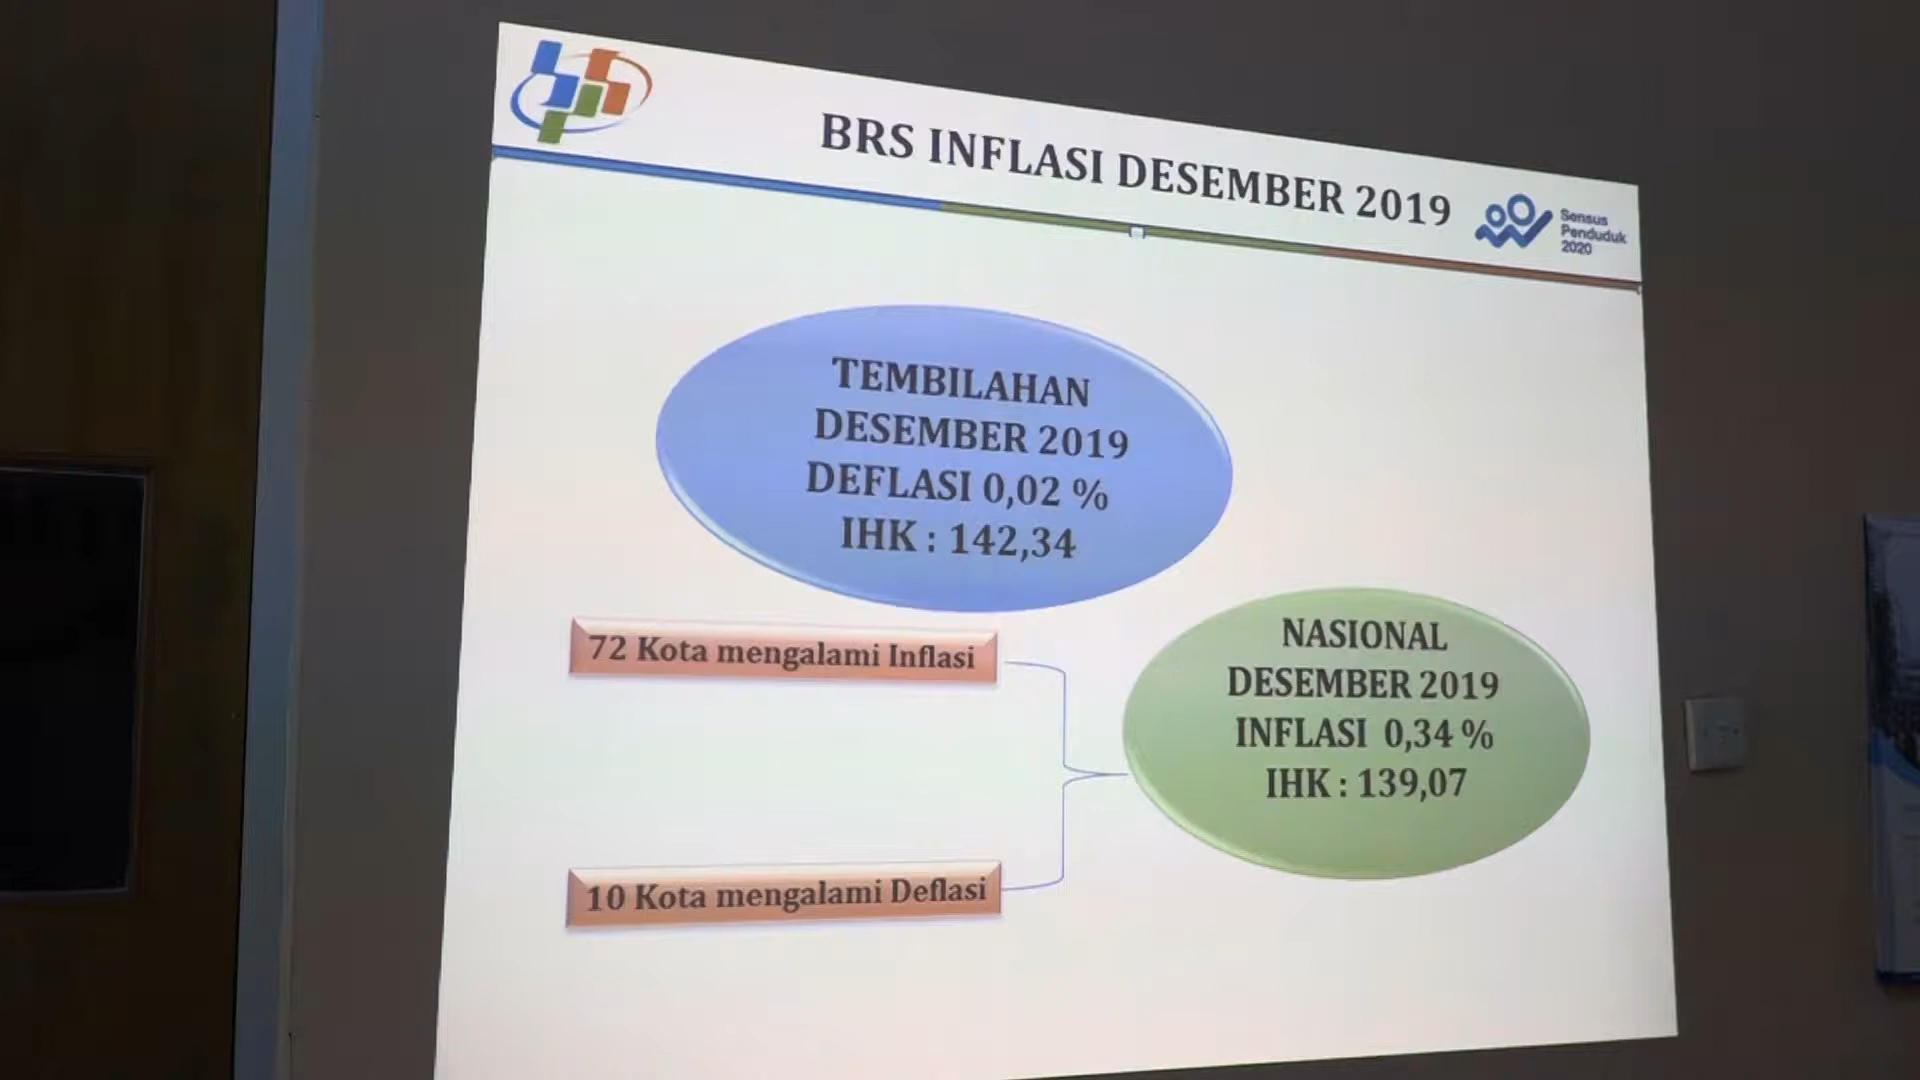 BRS INFLASI DESEMBER 2019
Sensus
Penduduk
2020
TEMBILAHAN
DESEMBER 2019
DEFLASI 0,02 %
IHK : 142,34
72 Kota mengalami Inflasi
NASIONAL
DESEMBER 2019
INFLASI 0,34 %
IHK : 139,07
10 Kota mengalami Deflasi